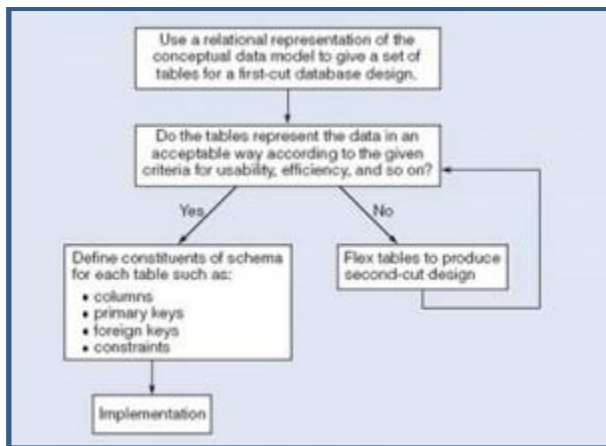 Use a relational representation of the
conceptual data model to give a set of
tables for a first-cut database design.
Do the tables represent the data in an
acceptable way according to the given
criteria for usability, efficiency, and so on?
Yes
No
Define constituents of schema
for each table such as:
• columns
• primary keys
• foreign keys
• constraints
Flex tables to produce
second-cut design
Implementation